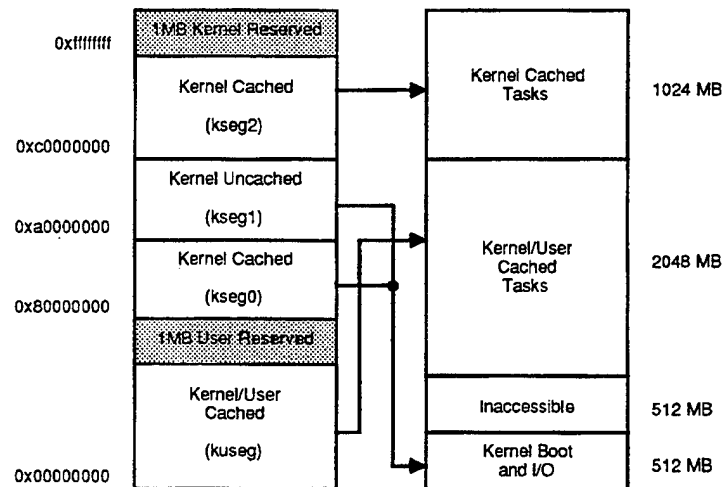 0xffffffff
1MB Kernel Reserved
Kernel Cached
(kseg2)
0xc0000000
Kernel Uncached
(kseg1)
0xa0000000
Kernel Cached
(kseg0)
0x80000000
1MB User Reserved
Kernel/User
Cached
(kuseg)
0x00000000
Kernel Cached
Tasks
1024 MB
Kernel/User
Cached
Tasks
2048 MB
Inaccessible
512 MB
Kernel Boot
and I/O
512 MB